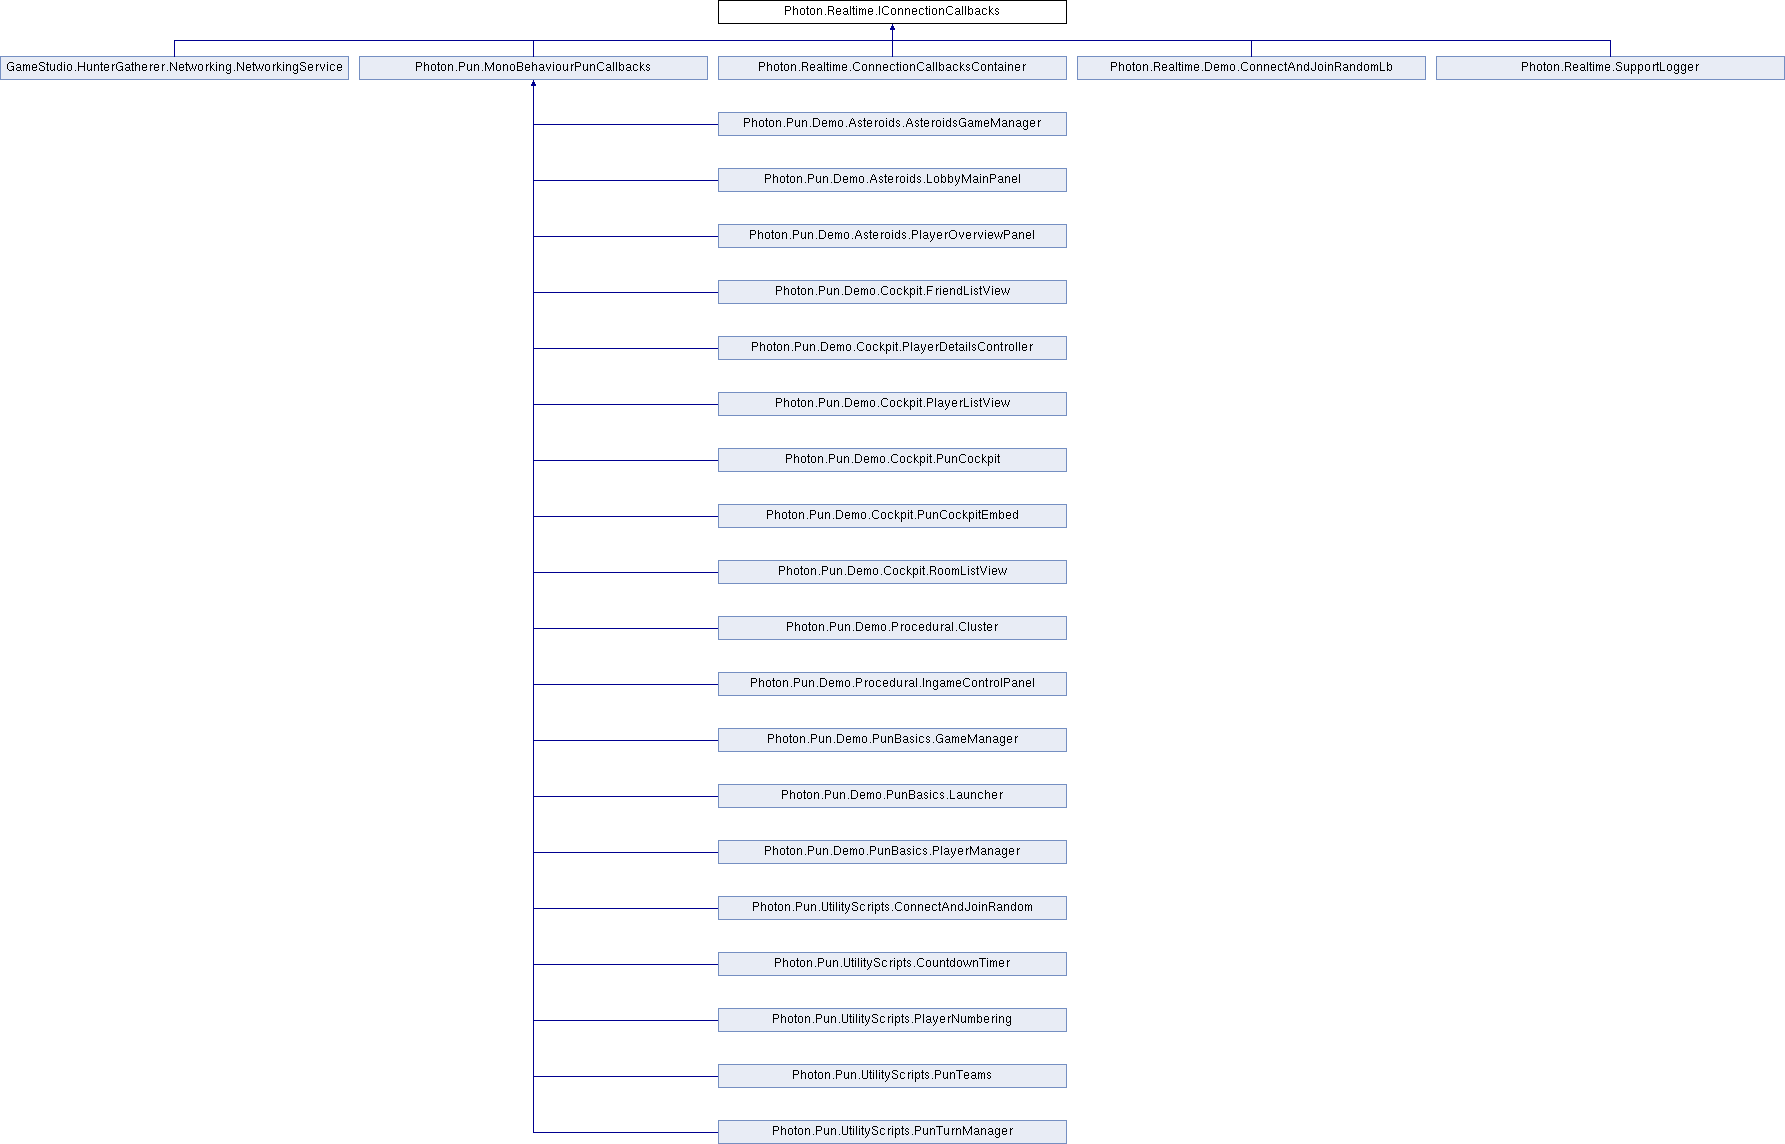 Photon.Realtime.IConnectionCallbacks
GameStudio.HunterGatherer.Networking.NetworkingService
Photon.Pun.MonoBehaviourPunCallbacks
Photon.Realtime.ConnectionCallbacksContainer
Photon.Realtime.Demo.ConnectAndJoinRandomLb
Photon.Realtime.SupportLogger
Photon.Pun.Demo.Asteroids.AsteroidsGameManager
Photon.Pun.Demo.Asteroids.LobbyMainPanel
Photon.Pun.Demo.Asteroids.PlayerOverviewPanel
Photon.Pun.Demo.Cockpit.FriendListView
Photon.Pun.Demo.Cockpit.PlayerDetailsController
Photon.Pun.Demo.Cockpit.PlayerListView
Photon.Pun.Demo.Cockpit.PunCockpit
Photon.Pun.Demo.Cockpit.PunCockpitEmbed
Photon.Pun.Demo.Cockpit.RoomListView
Photon.Pun.Demo.Procedural.Cluster
Photon.Pun.Demo.Procedural.IngameControlPanel
Photon.Pun.Demo.PunBasics.GameManager
Photon.Pun.Demo.PunBasics.Launcher
Photon.Pun.Demo.PunBasics.PlayerManager
Photon.Pun.UtilityScripts.ConnectAndJoinRandom
Photon.Pun.UtilityScripts.CountdownTimer
Photon.Pun.UtilityScripts.PlayerNumbering
Photon.Pun.UtilityScripts.PunTeams
Photon.Pun.UtilityScripts.PunTurnManager